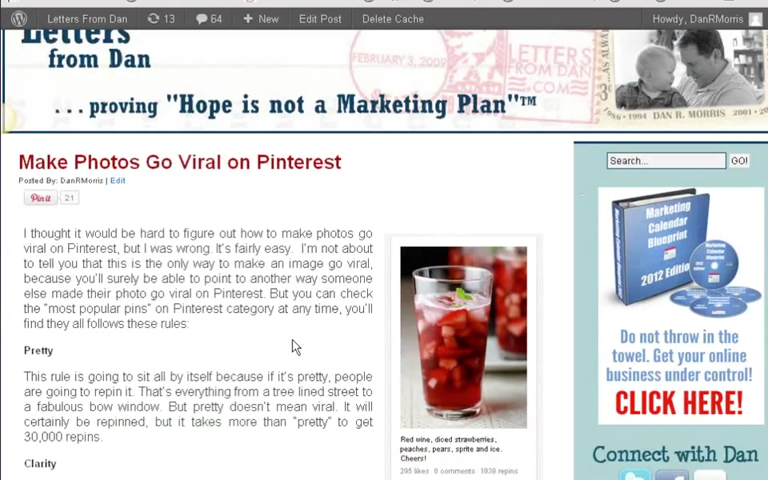 Letters From Dan
13
64
+ New
Edit Post
Delete Cache
Howdy, DanRMorris
Letters
from Dan
. . . proving "Hope is not a Marketing Plan"™
FEBRUARY 3, 2009
LETTERS
FROM DAN
.COM
DAN R. MORRIS
Make Photos Go Viral on Pinterest
Posted By: DanRMorris | Edit
Pin it 21
I thought it would be hard to figure out how to make photos go
viral on Pinterest, but I was wrong. It's fairly easy. I'm not about
to tell you that this is the only way to make an image go viral,
because you'll surely be able to point to another way someone
else made their photo go viral on Pinterest. But you can check
the "most popular pins" on Pinterest category at any time, you'll
find they all follows these rules:
Pretty
This rule is going to sit all by itself because if it's pretty, people
are going to repin it. That's everything from a tree lined street to
a fabulous bow window. But pretty doesn't mean viral. It will
certainly be repinned, but it takes more than "pretty" to get
30,000 repins.
Clarity
Red wine, diced strawberries,
peaches, pears, sprite and ice.
Cheers!
295 likes 6 comments 1939 repins
Search...
GO!
Marketing
Calendar
Blueprint
2012 Edition
Do not throw in the
towel. Get your online
business under control!
CLICK HERE!
Connect with Dan